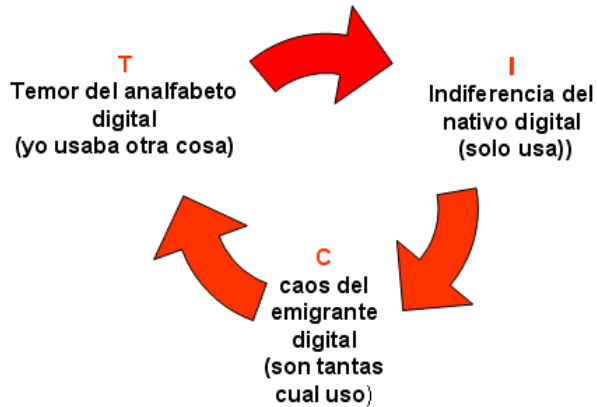 T
Temor del analfabeto
digital
(yo usaba otra cosa)
I
Indiferencia del
nativo digital
(solo usa))
C
caos del
emigrante
digital
(son tantas
cual uso)